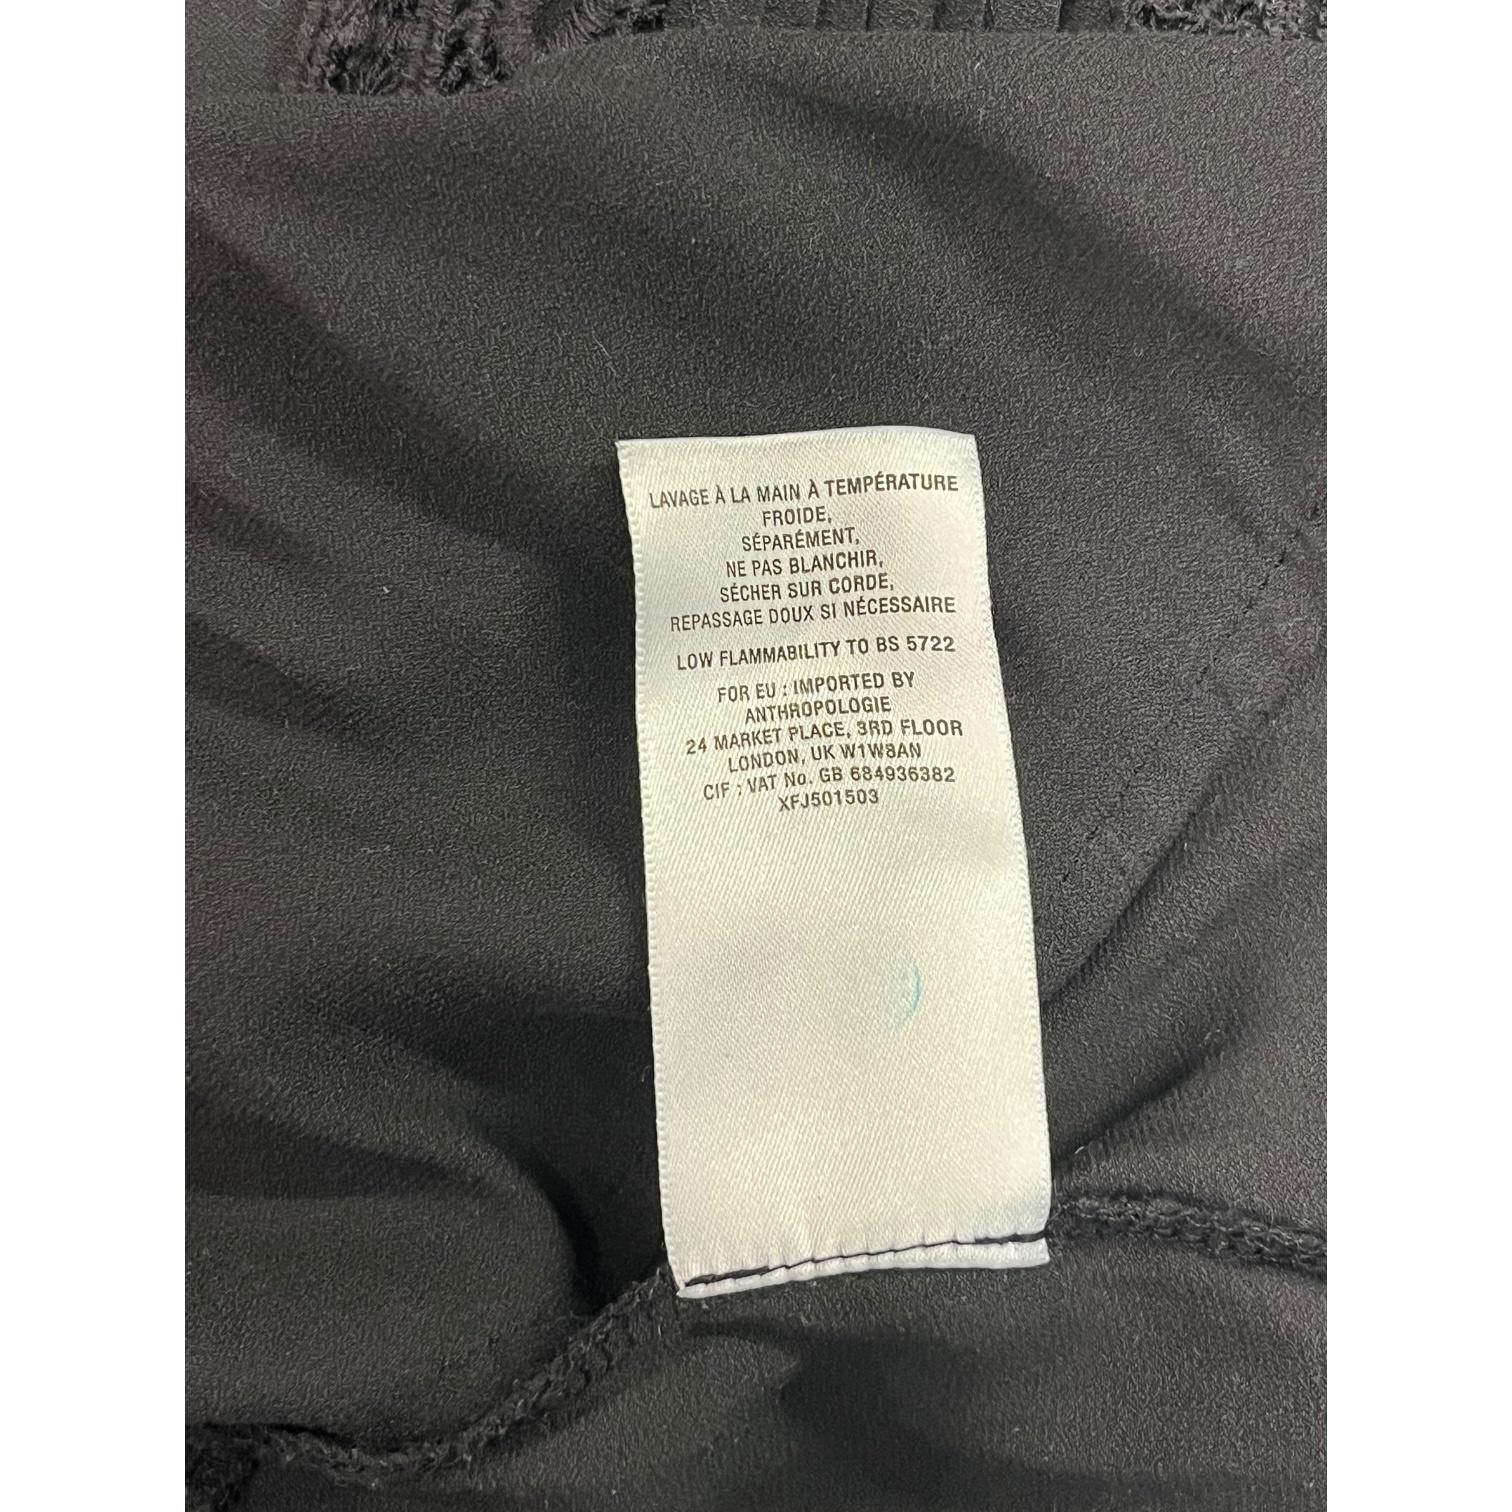 LAVAGE À LA MAIN À TEMPÉRATURE
FROIDE,
SÉPARÉMENT,
NE PAS BLANCHIR,
SÉCHER SUR CORDE,
REPASSAGE DOUX SI NÉCESSAIRE
LOW FLAMMABILITY TO BS 5722
FOR EU : IMPORTED BY
ANTHROPOLOGIE
24 MARKET PLACE, 3RD FLOOR
LONDON, UK W1W8AN
CIF : VAT No. GB 684936382
XFJ501503